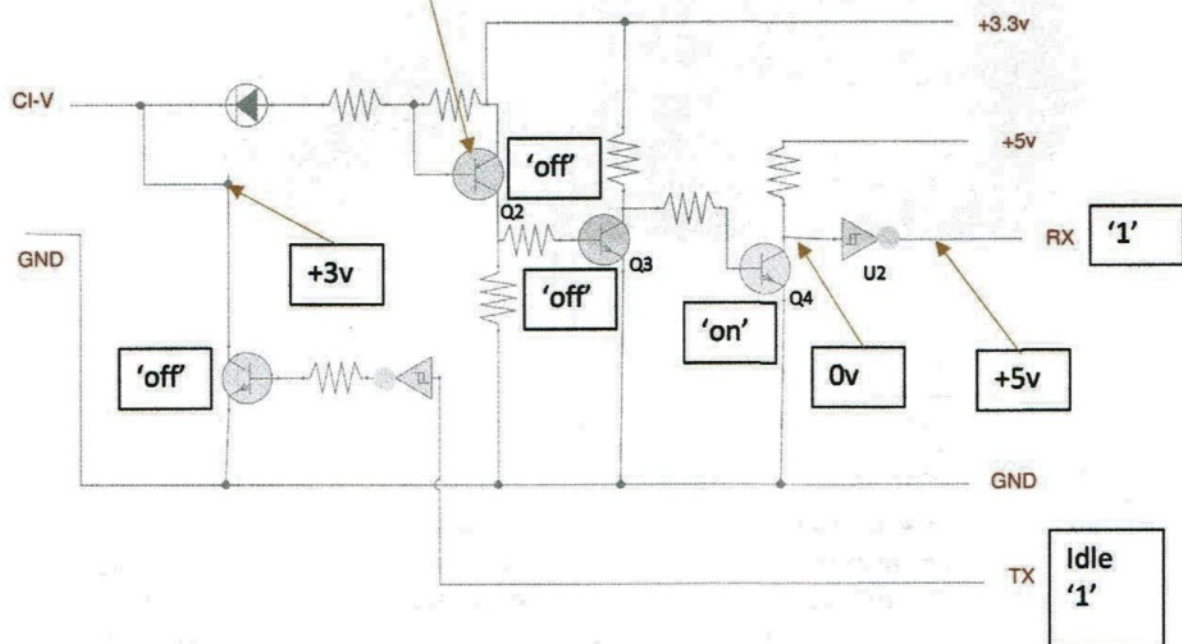 +3.3v
CI-V
+5v
'off'
Q2
GND
+3v
Q3
'off'
RX
'1'
U2
Q4
'on'
'off'
0v
+5v
GND
TX
Idle
'1'